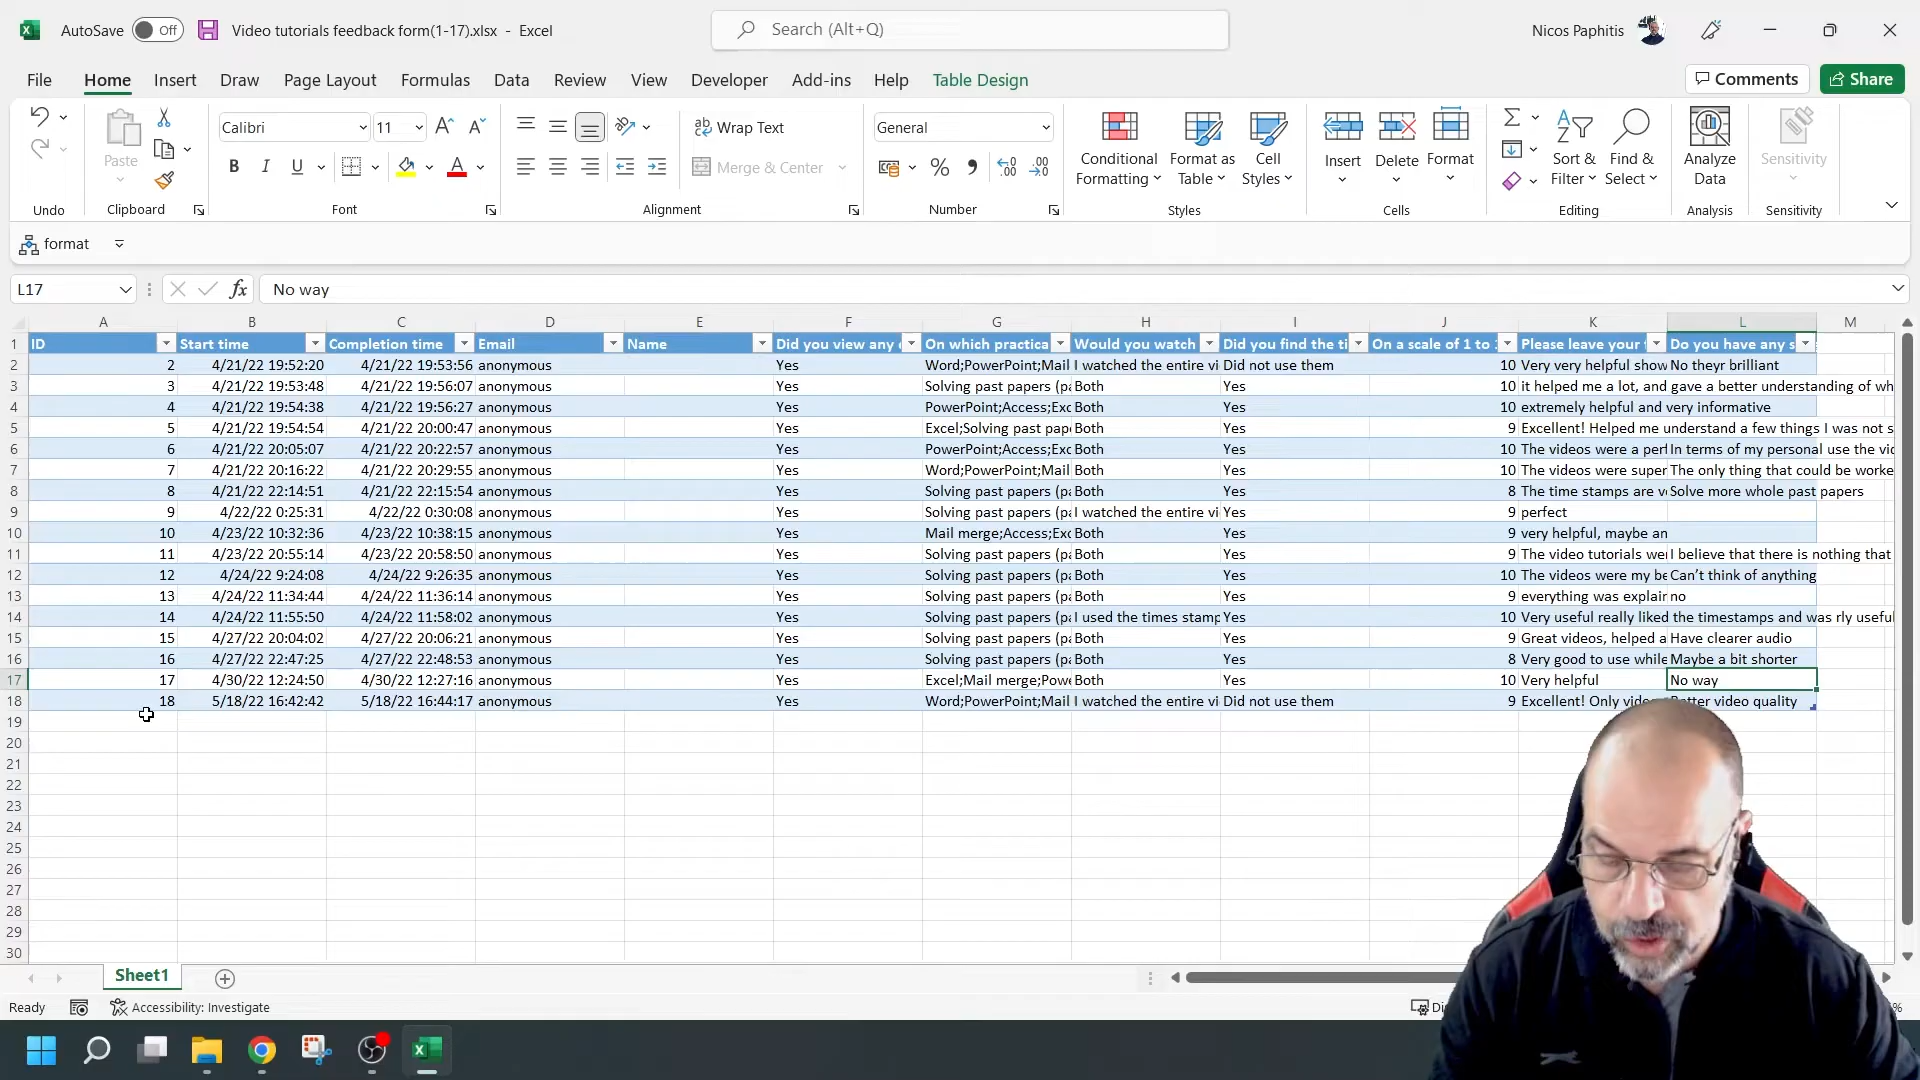 AutoSave Off Video tutorials feedback form(1-17).xlsx - Excel Search (Alt+Q) Nicos Paphitis
File Home Insert Draw Page Layout Formulas Data Review View Developer Add-ins Help Table Design Comments Share
Calibri 11 Wrap Text General
Paste B I U Merge & Center % Conditional Formatting Format as Table Cell Styles Insert Delete Format Sort & Filter Find & Select Analyze Data Sensitivity
Undo Clipboard Font Alignment Number Styles Cells Editing Analysis Sensitivity
format
L17 fx No way
A B C D E F G H I J K L M
1 ID Start time Completion time Email Name Did you view any On which practica Would you watch Did you find the ti On a scale of 1 to Please leave your Do you have any s
2 2 4/21/22 19:52:20 4/21/22 19:53:56 anonymous Yes Word;PowerPoint;Mail I watched the entire vi Did not use them 10 Very very helpful show No theyr brilliant
3 3 4/21/22 19:53:48 4/21/22 19:56:07 anonymous Yes Solving past papers (pa Both Yes 10 it helped me a lot, and gave a better understanding of wh
4 4 4/21/22 19:54:38 4/21/22 19:56:27 anonymous Yes PowerPoint;Access;Exc Both Yes 10 extremely helpful and very informative
5 5 4/21/22 19:54:54 4/21/22 20:00:47 anonymous Yes Excel;Solving past pape Both Yes 9 Excellent! Helped me understand a few things I was not s
6 6 4/21/22 20:05:07 4/21/22 20:22:57 anonymous Yes PowerPoint;Access;Exc Both Yes 10 The videos were a perf In terms of my personal use the vid
7 7 4/21/22 20:16:22 4/21/22 20:29:55 anonymous Yes Word;PowerPoint;Mail Both Yes 10 The videos were super The only thing that could be worke
8 8 4/21/22 22:14:51 4/21/22 22:15:54 anonymous Yes Solving past papers (pa Both Yes 8 The time stamps are ve Solve more whole past papers
9 9 4/22/22 0:25:31 4/22/22 0:30:08 anonymous Yes Solving past papers (pa I watched the entire vi Yes 9 perfect
10 10 4/23/22 10:32:36 4/23/22 10:38:15 anonymous Yes Mail merge;Access;Exc Both Yes 9 very helpful, maybe an
11 11 4/23/22 20:55:14 4/23/22 20:58:50 anonymous Yes Solving past papers (pa Both Yes 9 The video tutorials wer I believe that there is nothing that
12 12 4/24/22 9:24:08 4/24/22 9:26:35 anonymous Yes Solving past papers (pa Both Yes 10 The videos were my be Can't think of anything
13 13 4/24/22 11:34:44 4/24/22 11:36:14 anonymous Yes Solving past papers (pa Both Yes 9 everything was explair no
14 14 4/24/22 11:55:50 4/24/22 11:58:02 anonymous Yes Solving past papers (pa I used the times stamp Yes 10 Very useful really liked the timestamps and was rly useful
15 15 4/27/22 20:04:02 4/27/22 20:06:21 anonymous Yes Solving past papers (pa Both Yes 9 Great videos, helped a Have clearer audio
16 16 4/27/22 22:47:25 4/27/22 22:48:53 anonymous Yes Solving past papers (pa Both Yes 8 Very good to use while Maybe a bit shorter
17 17 4/30/22 12:24:50 4/30/22 12:27:16 anonymous Yes Excel;Mail merge;Powe Both Yes 10 Very helpful No way
18 18 5/18/22 16:42:42 5/18/22 16:44:17 anonymous Yes Word;PowerPoint;Mail I watched the entire vi Did not use them 9 Excellent! Only vide Better video quality
19
20
21
22
23
24
25
26
27
28
29
30
Sheet1
Ready Accessibility: Investigate